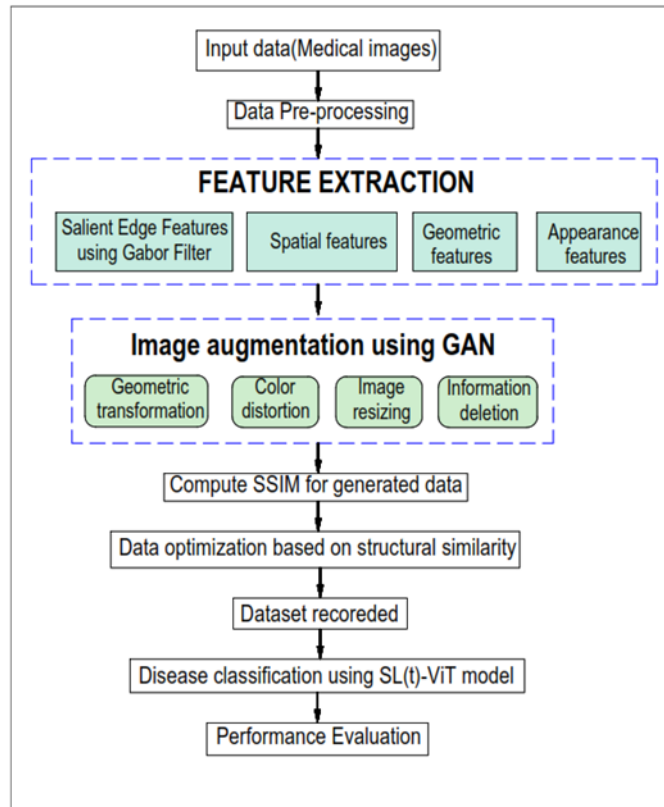 Input data(Medical images)
Data Pre-processing
FEATURE EXTRACTION
Salient Edge Features
using Gabor Filter
Spatial features
Geometric
features
Appearance
features
Image augmentation using GAN
Geometric
transformation
Color
distortion
Image
resizing
Information
deletion
Compute SSIM for generated data
Data optimization based on structural similarity
Dataset recoreded
Disease classification using SL(t)-ViT model
Performance Evaluation